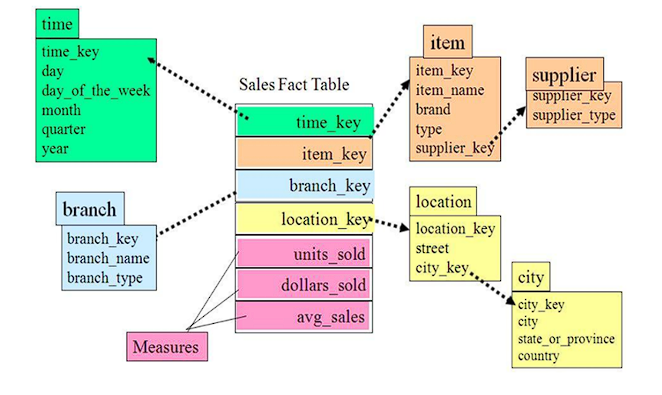 time
time_key
day
day_of_the_week
month
quarter
year
Sales Fact Table
time_key
item_key
branch_key
location_key
units_sold
dollars_sold
avg_sales
Measures
branch
branch_key
branch_name
branch_type
item
item_key
item_name
brand
type
supplier_key
supplier
supplier_key
supplier_type
location
location_key
street
city_key
city
city_key
city
state_or_province
country